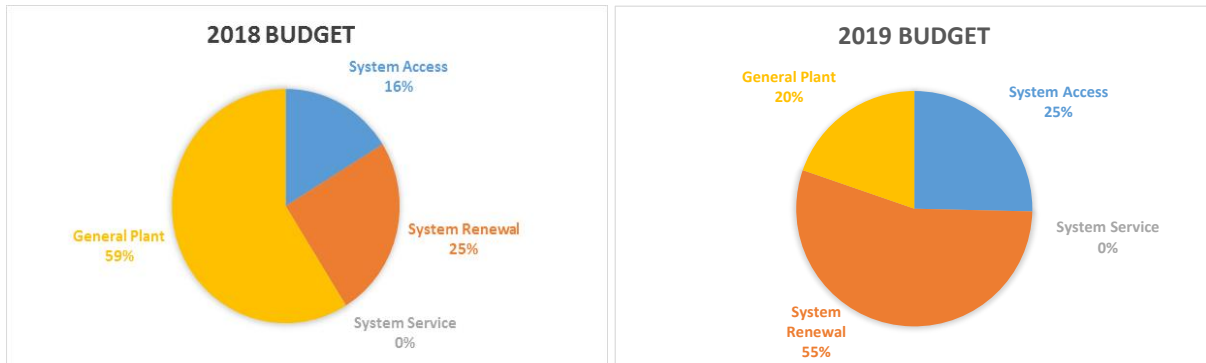 2018 BUDGET
System Access
16%
System Renewal
25%
System Service
0%
General Plant
59%
2019 BUDGET
System Access
25%
System Service
0%
System
Renewal
55%
General Plant
20%